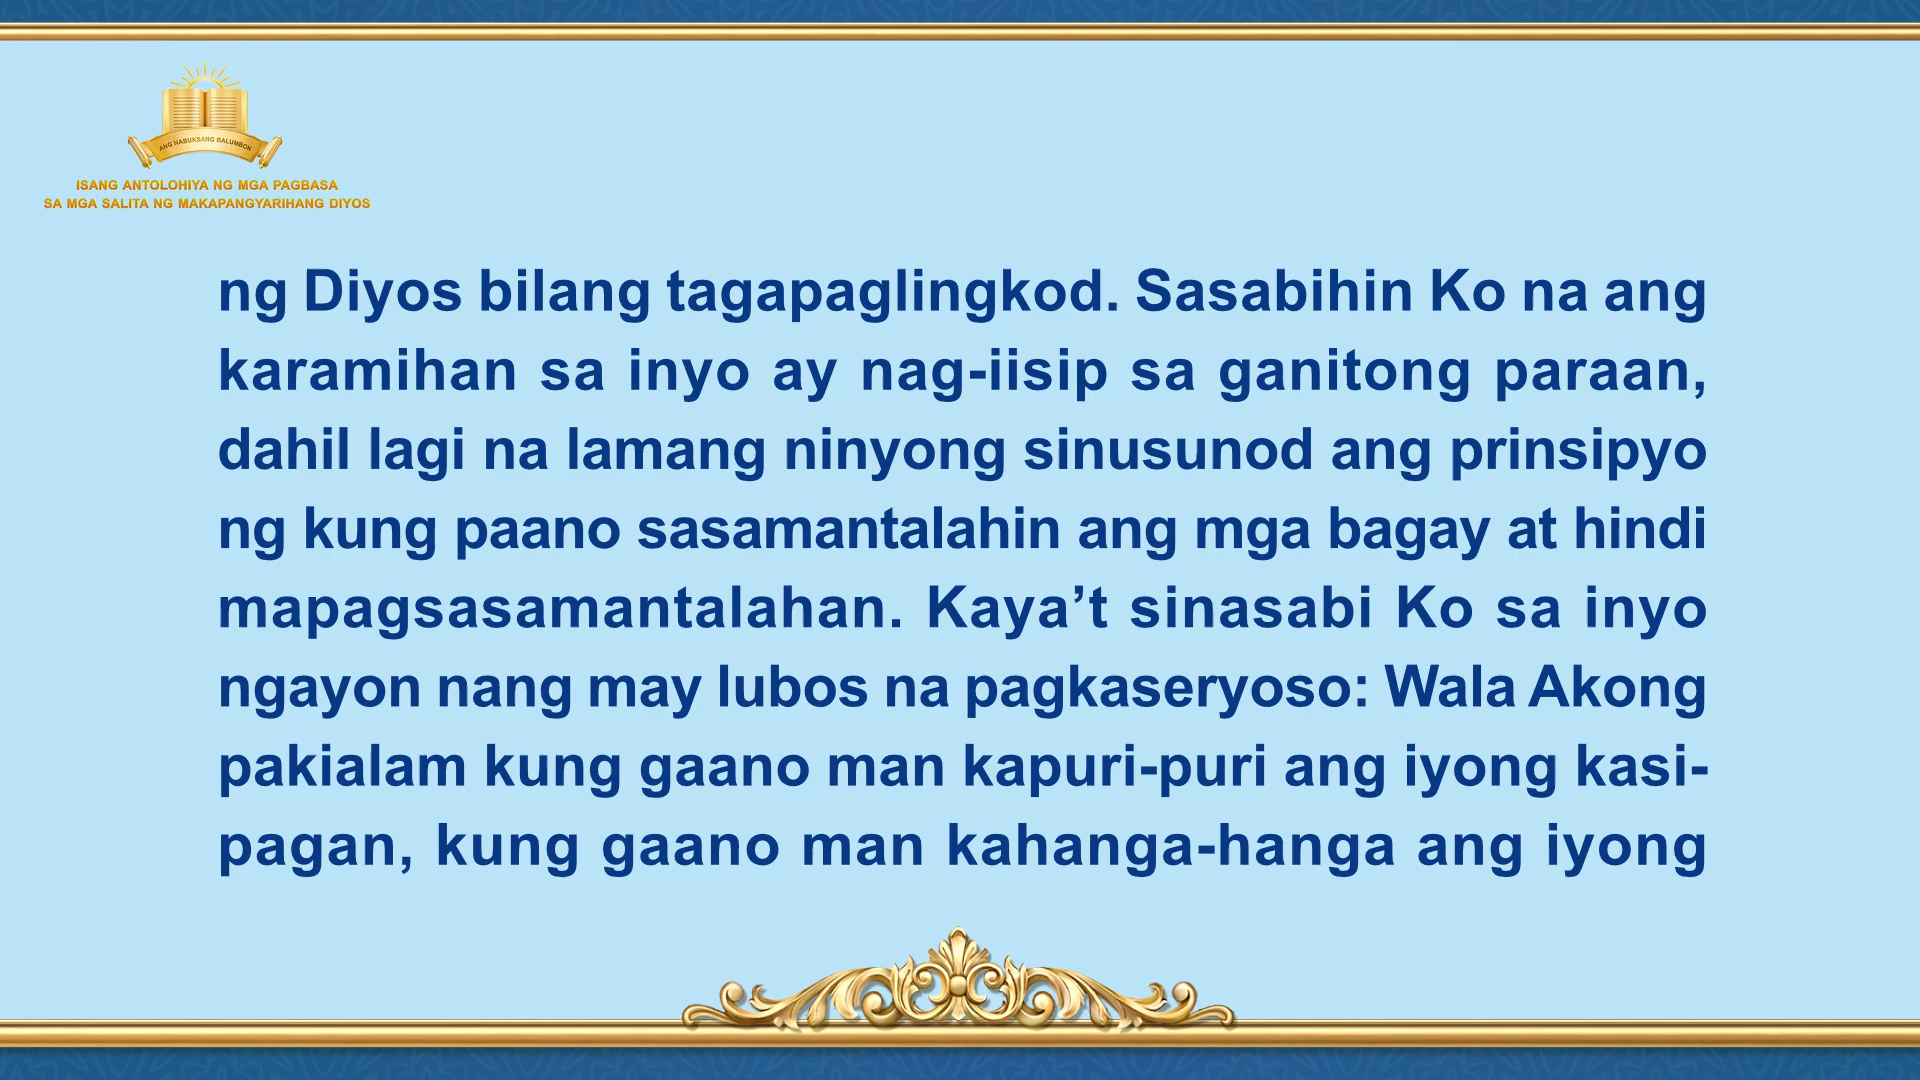 ANG NABUKSANG BALUMBON
ISANG ANTOLOHIYA NG MGA PAGBASA
SA MGA SALITA NG MAKAPANGYARIHANG DIYOS
ng Diyos bilang tagapaglingkod. Sasabihin Ko na ang
karamihan sa inyo ay nag-iisip sa ganitong paraan,
dahil lagi na lamang ninyong sinusunod ang prinsipyo
ng kung paano sasamantalahin ang mga bagay at hindi
mapagsasamantalahan. Kaya’t sinasabi Ko sa inyo
ngayon nang may lubos na pagkaseryoso: Wala Akong
pakialam kung gaano man kapuri-puri ang iyong kasi-
pagan, kung gaano man kahanga-hanga ang iyong